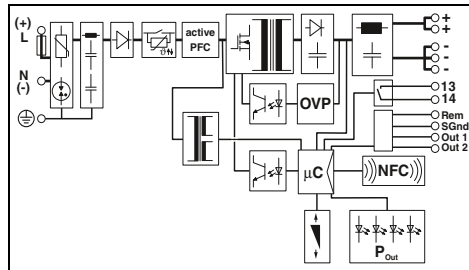 (+)
L
N
(-)
ϑ
active
PFC
OVP
+
+
-
-
-
13
14
Rem
SGnd
Out 1
Out 2
μC
NFC
P Out